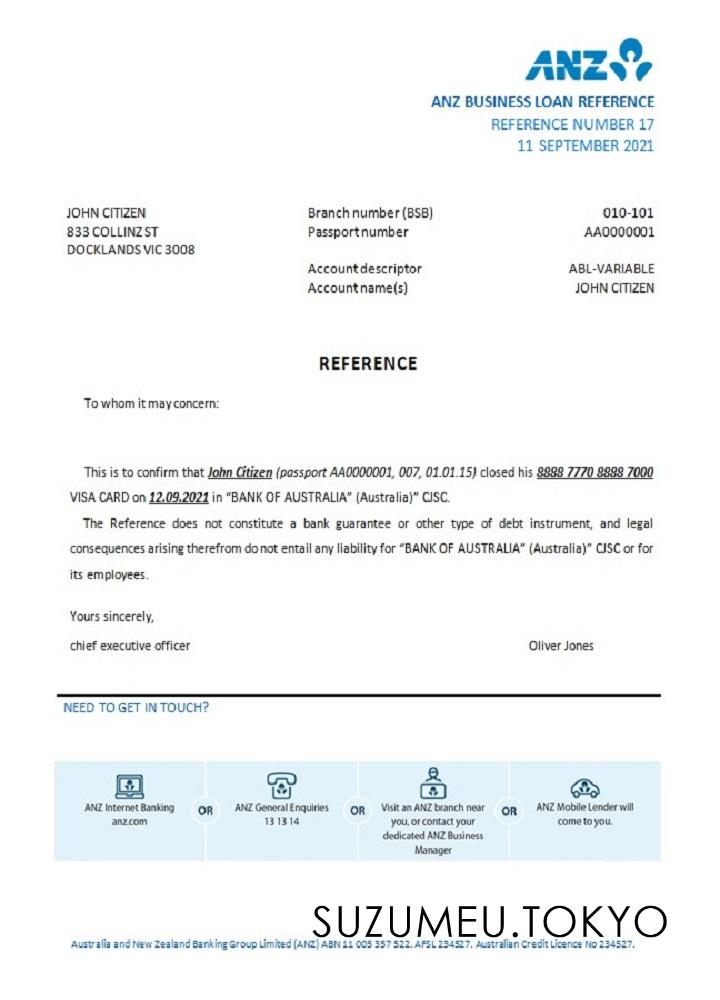 ANZ
ANZ BUSINESS LOAN REFERENCE
REFERENCE NUMBER 17
11 SEPTEMBER 2021
JOHN CITIZEN
833 COLLINZ ST
DOCKLANDS VIC 3008
Branch number (BSB) 010-101
Passport number AA0000001
Account descriptor ABL-VARIABLE
Account name(s) JOHN CITIZEN
REFERENCE
To whom it may concern:
This is to confirm that John Citizen (passport AA0000001, 007, 01.01.15) closed his 8888 7770 8888 7000
VISA CARD on 12.09.2021 in “BANK OF AUSTRALIA” (Australia)” CJSC.
The Reference does not constitute a bank guarantee or other type of debt instrument, and legal
consequences arising therefrom do not entail any liability for “BANK OF AUSTRALIA” (Australia)” CJSC or for
its employees.
Yours sincerely,
chief executive officer Oliver Jones
NEED TO GET IN TOUCH?
ANZ Internet Banking
anz.com
OR
ANZ General Enquiries
13 13 14
OR
Visit an ANZ branch near
you, or contact your
dedicated ANZ Business
Manager
OR
ANZ Mobile Lender will
come to you.
SUZUMEU.TOKYO
Australia and New Zealand Banking Group Limited (ANZ) ABN 11 005 357 522. AFSL 234527. Australian Credit Licence No 234527.